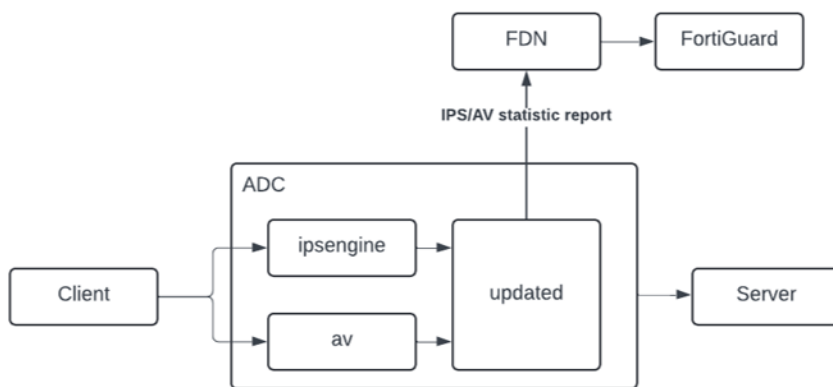 FDN
FortiGuard
IPS/AV statistic report
ADC
ipsengine
Client
updated
Server
av